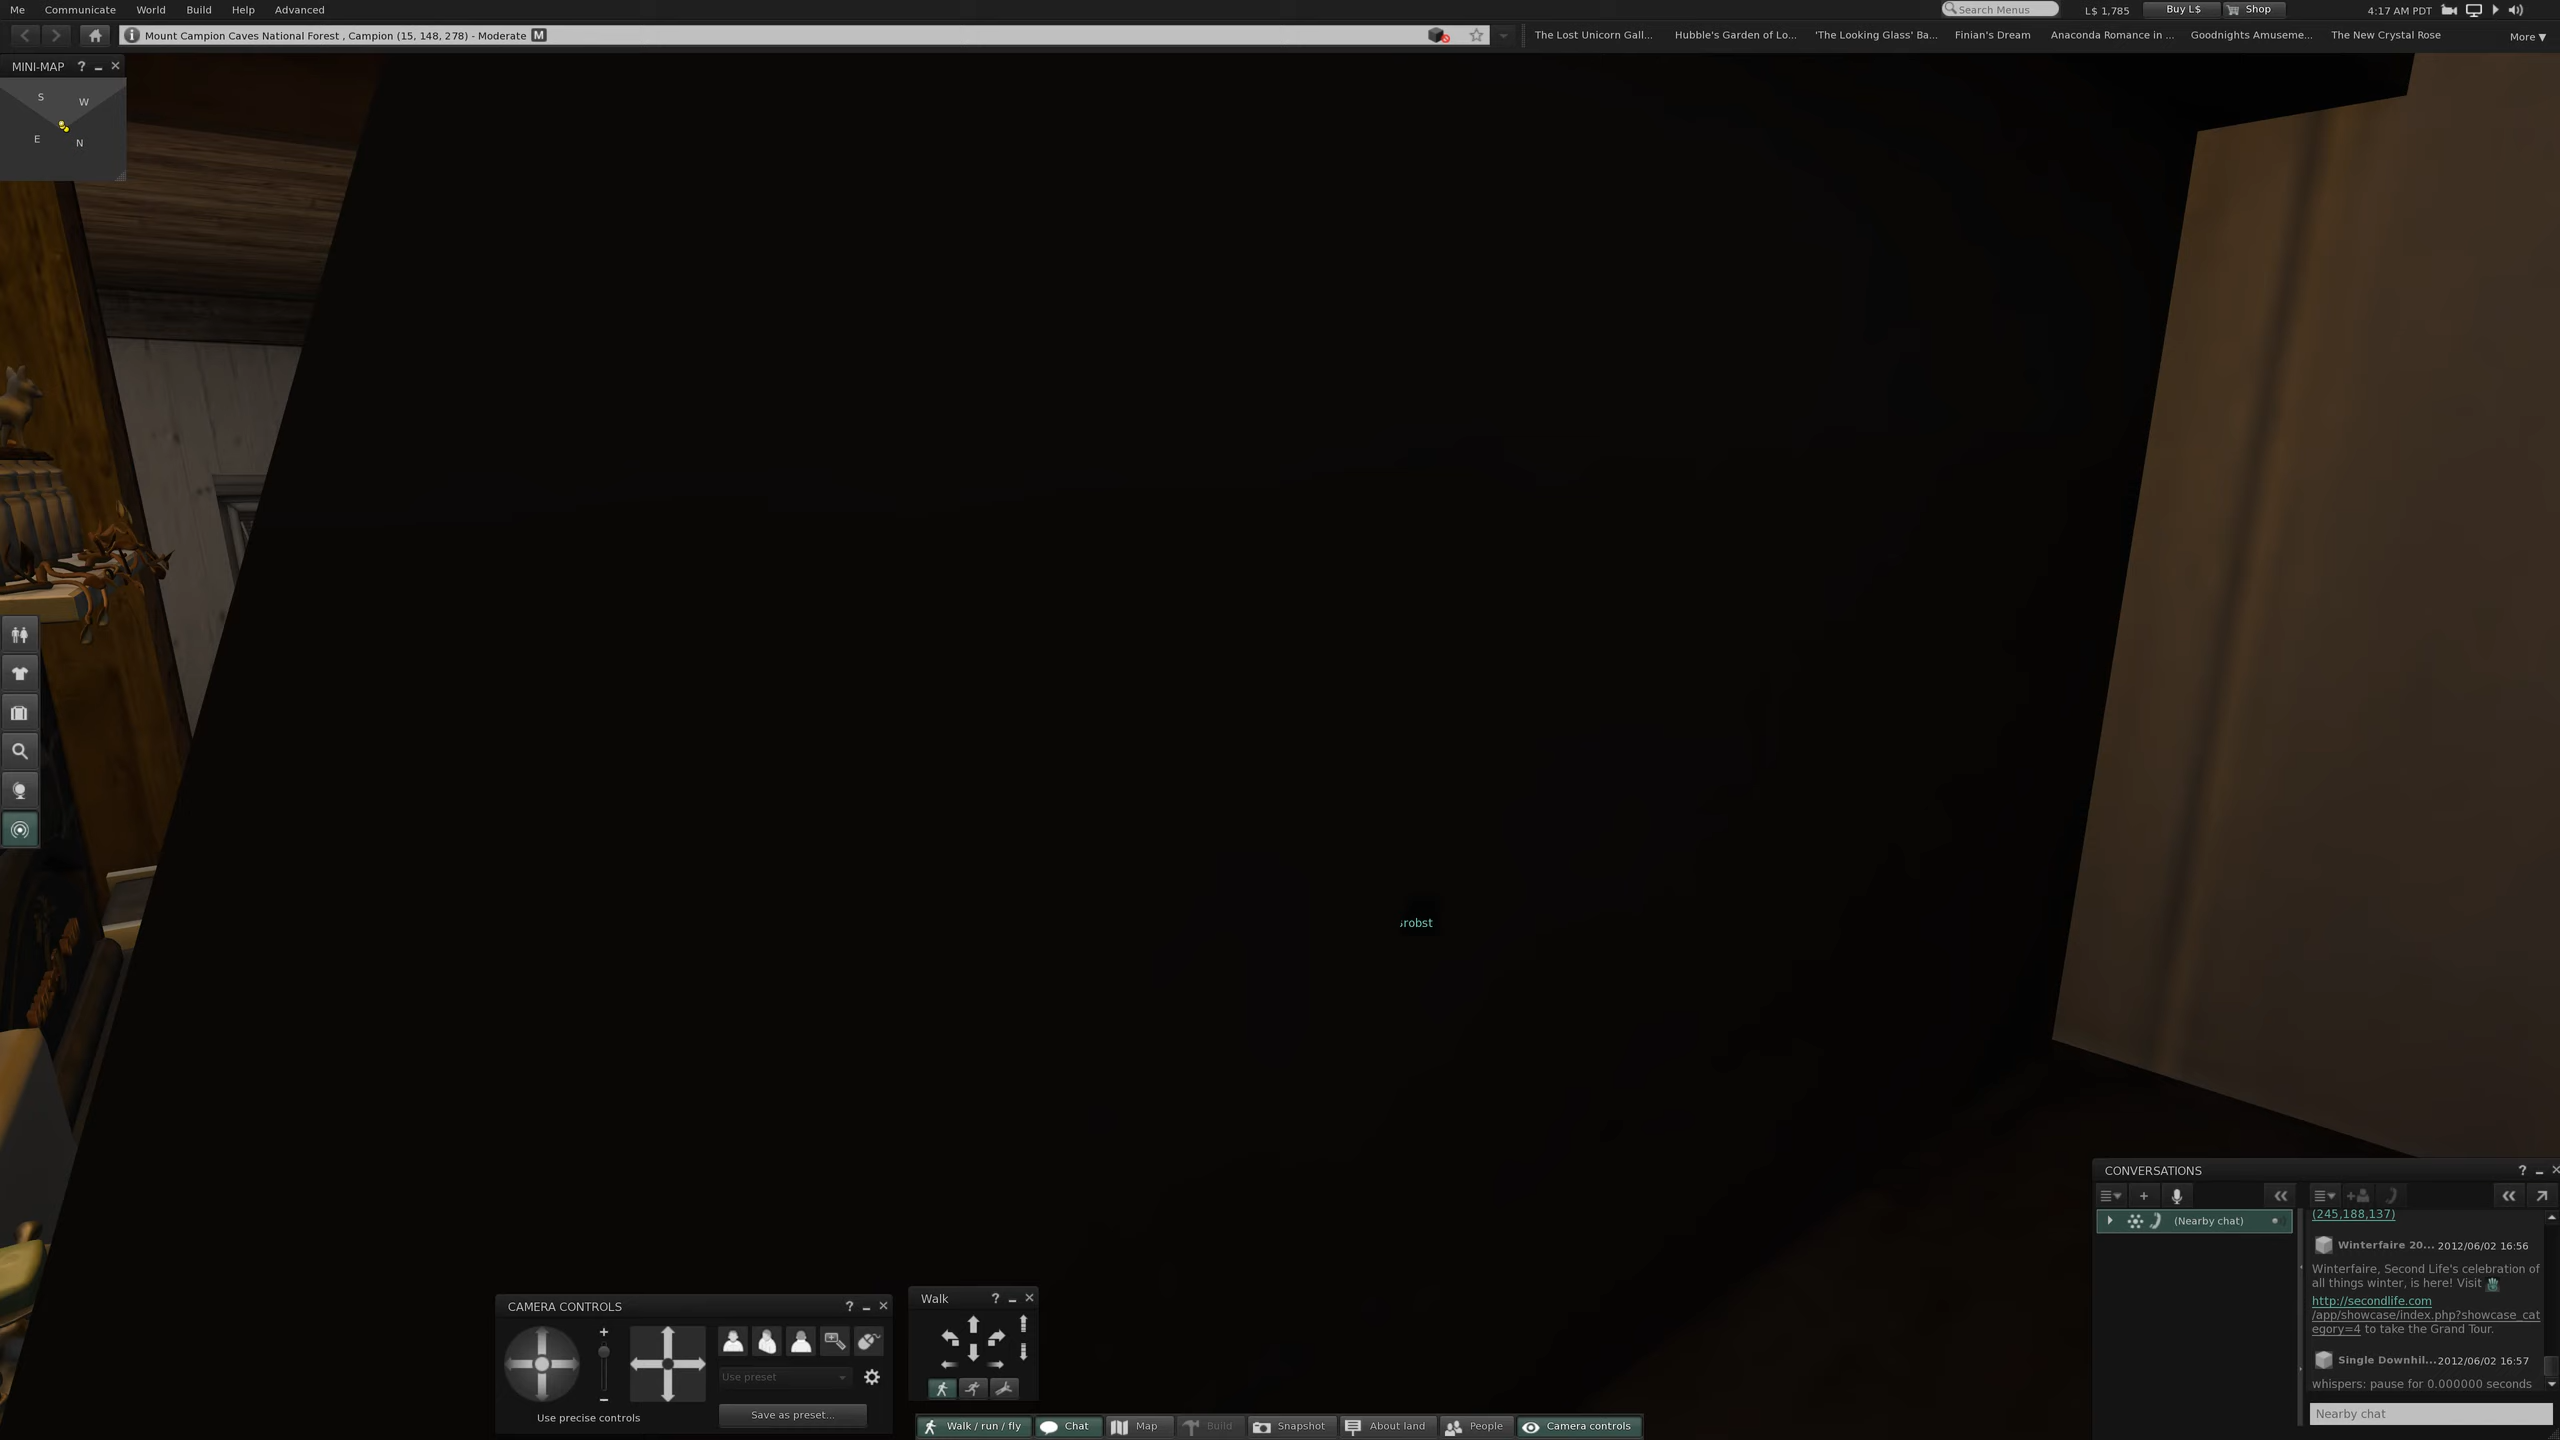 Me Communicate World Build Help Advanced
Search Menus
L$ 1,785
Buy L$
Shop
4:17 AM PDT
Mount Campion Caves National Forest , Campion (15, 148, 278) - Moderate M
The Lost Unicorn Gall... Hubble's Garden of Lo... 'The Looking Glass' Ba... Finian's Dream Anaconda Romance in ... Goodnights Amuseme... The New Crystal Rose
More ▼
MINI-MAP ?
S W
E N
robst
CONVERSATIONS ?
(Nearby chat)
(245,188,137)
Winterfaire 20... 2012/06/02 16:56
Winterfaire, Second Life's celebration of
all things winter, is here! Visit
http://secondlife.com
/app/showcase/index.php?showcase_cat
egory=4 to take the Grand Tour.
Single Downhil... 2012/06/02 16:57
whispers: pause for 0.000000 seconds
Nearby chat
CAMERA CONTROLS ?
Use preset
Use precise controls
Save as preset...
Walk ?
Walk / run / fly Chat Map Build Snapshot About land People Camera controls